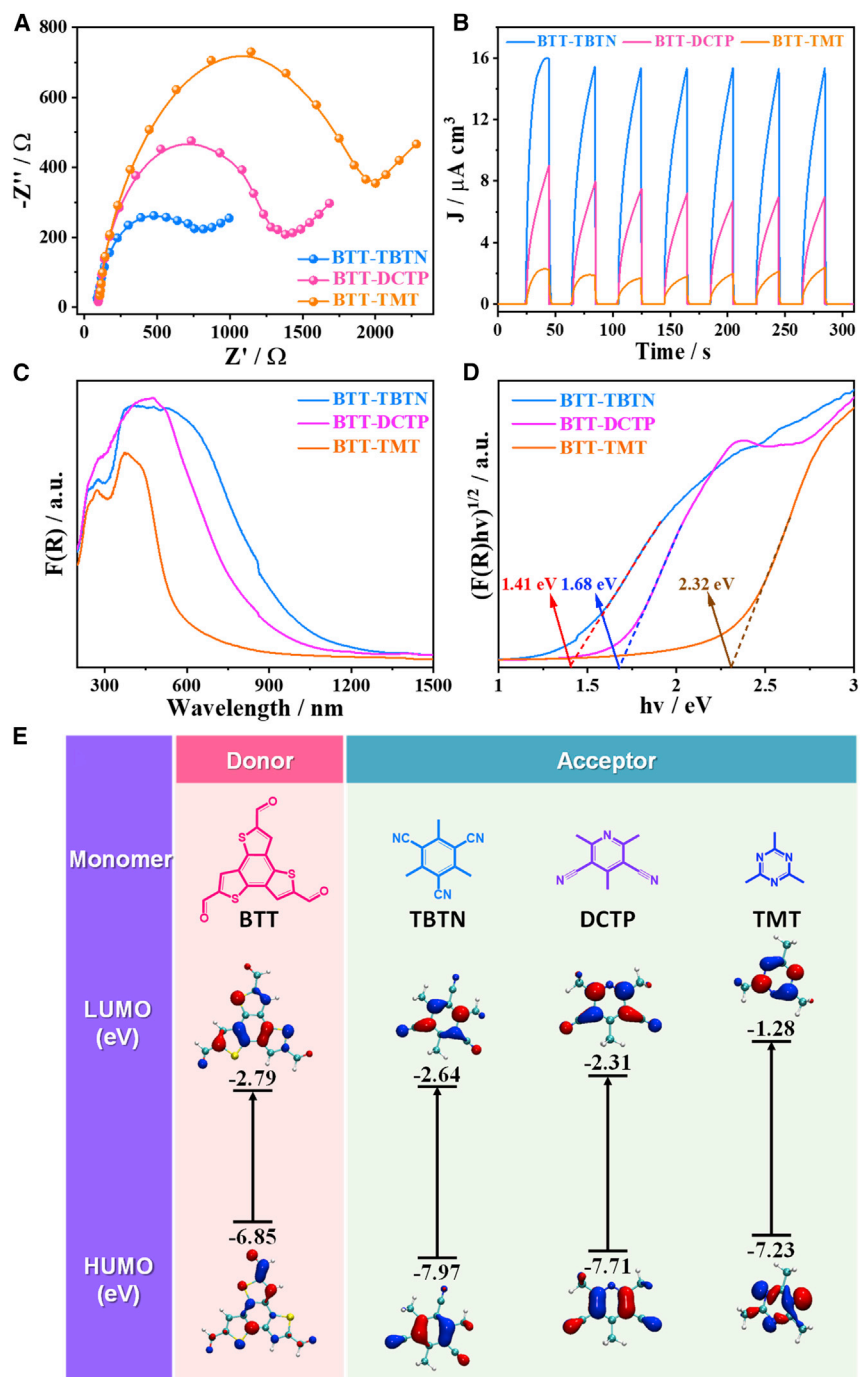 A
-Z'' / Ω
800
600
400
200
0
0 500 1000 1500 2000
Z' / Ω
BTT-TBTN
BTT-DCTP
BTT-TMT
B
BTT-TBTN BTT-DCTP BTT-TMT
J / μA cm³
16
12
8
4
0
0 50 100 150 200 250 300
Time / s
C
F(R) / a.u.
BTT-TBTN
BTT-DCTP
BTT-TMT
300 600 900 1200 1500
Wavelength / nm
D
(F(R)hv)1/2 / a.u.
BTT-TBTN
BTT-DCTP
BTT-TMT
1.41 eV 1.68 eV 2.32 eV
1 1.5 2 2.5 3
hv / eV
E
Donor Acceptor
Monomer
O
S
S
S
O
O
BTT
NC CN
CN
TBTN
N
N N
DCTP
N N
N
TMT
LUMO
(eV)
-2.79 -2.64 -2.31 -1.28
HUMO
(eV)
-6.85 -7.97 -7.71 -7.23